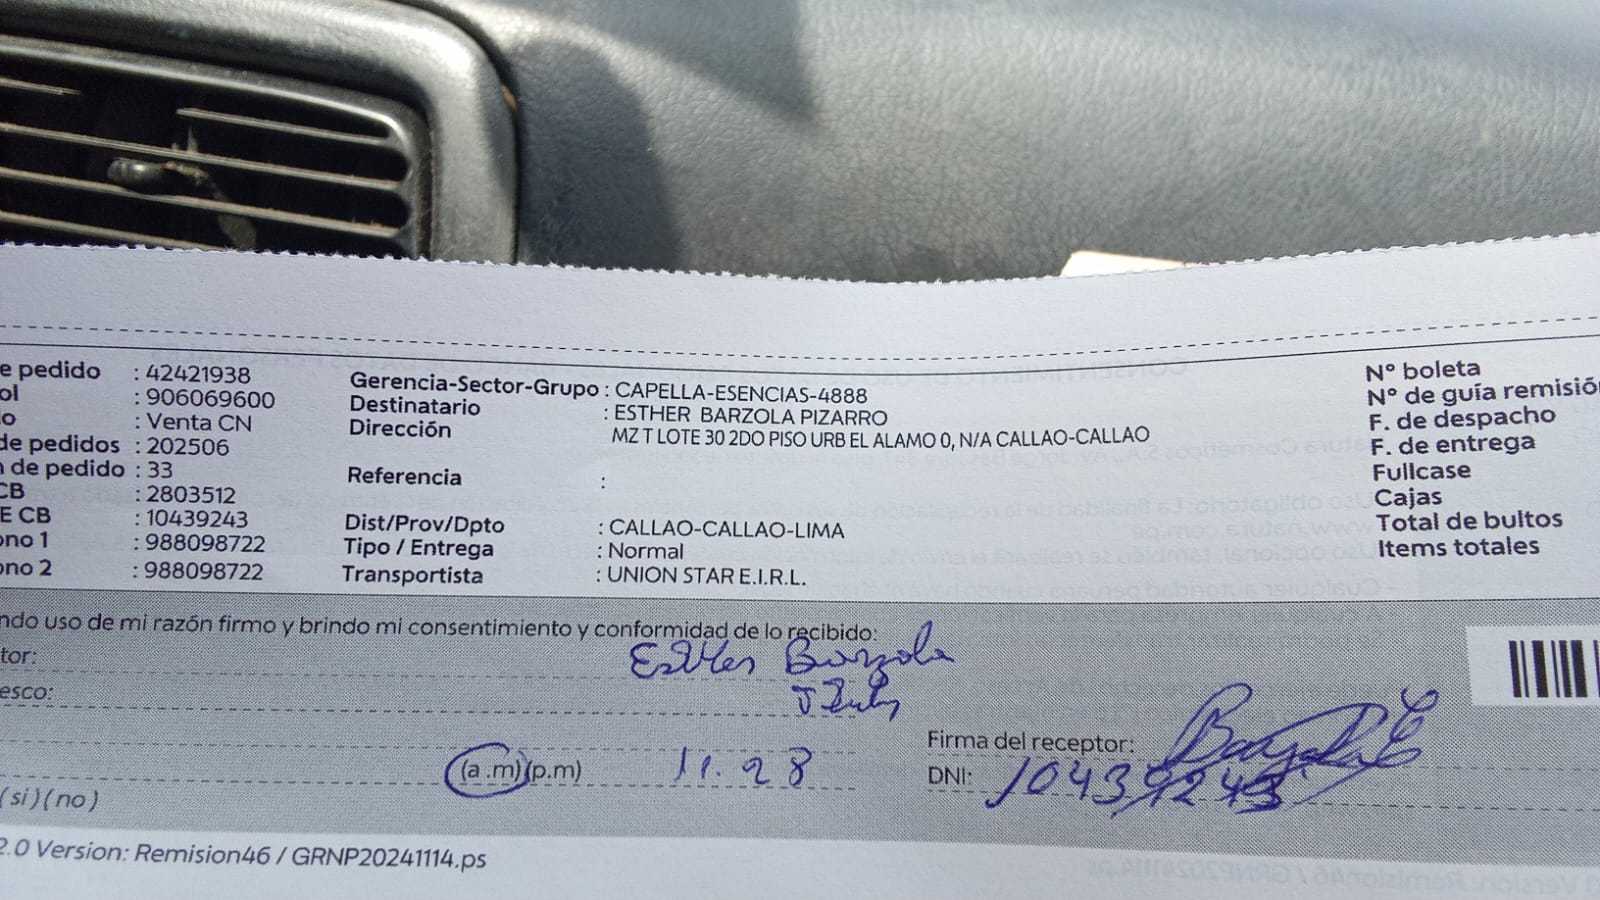 e pedido : 42421938
ol : 906069600
o : Venta CN
de pedidos : 202506
n de pedido : 33
CB : 2803512
E CB : 10439243
ono 1 : 988098722
ono 2 : 988098722
Gerencia-Sector-Grupo : CAPELLA-ESENCIAS-4888
Destinatario : ESTHER BARZOLA PIZARRO
Dirección : MZ T LOTE 30 2DO PISO URB EL ALAMO 0, N/A CALLAO-CALLAO
Referencia :
Dist/Prov/Dpto : CALLAO-CALLAO-LIMA
Tipo / Entrega : Normal
Transportista : UNION STAR E.I.R.L.
N° boleta
N° de guía remisió
F. de despacho
F. de entrega
Fullcase
Cajas
Total de bultos
Items totales
ndo uso de mi razón firmo y brindo mi consentimiento y conformidad de lo recibido:
tor: Esther Barzola
esco:
(a .m)(p.m) 11.28
Firma del receptor: Barzola E
DNI: 10439243
(si)(no)
2.0 Version: Remision46 / GRNP20241114.ps